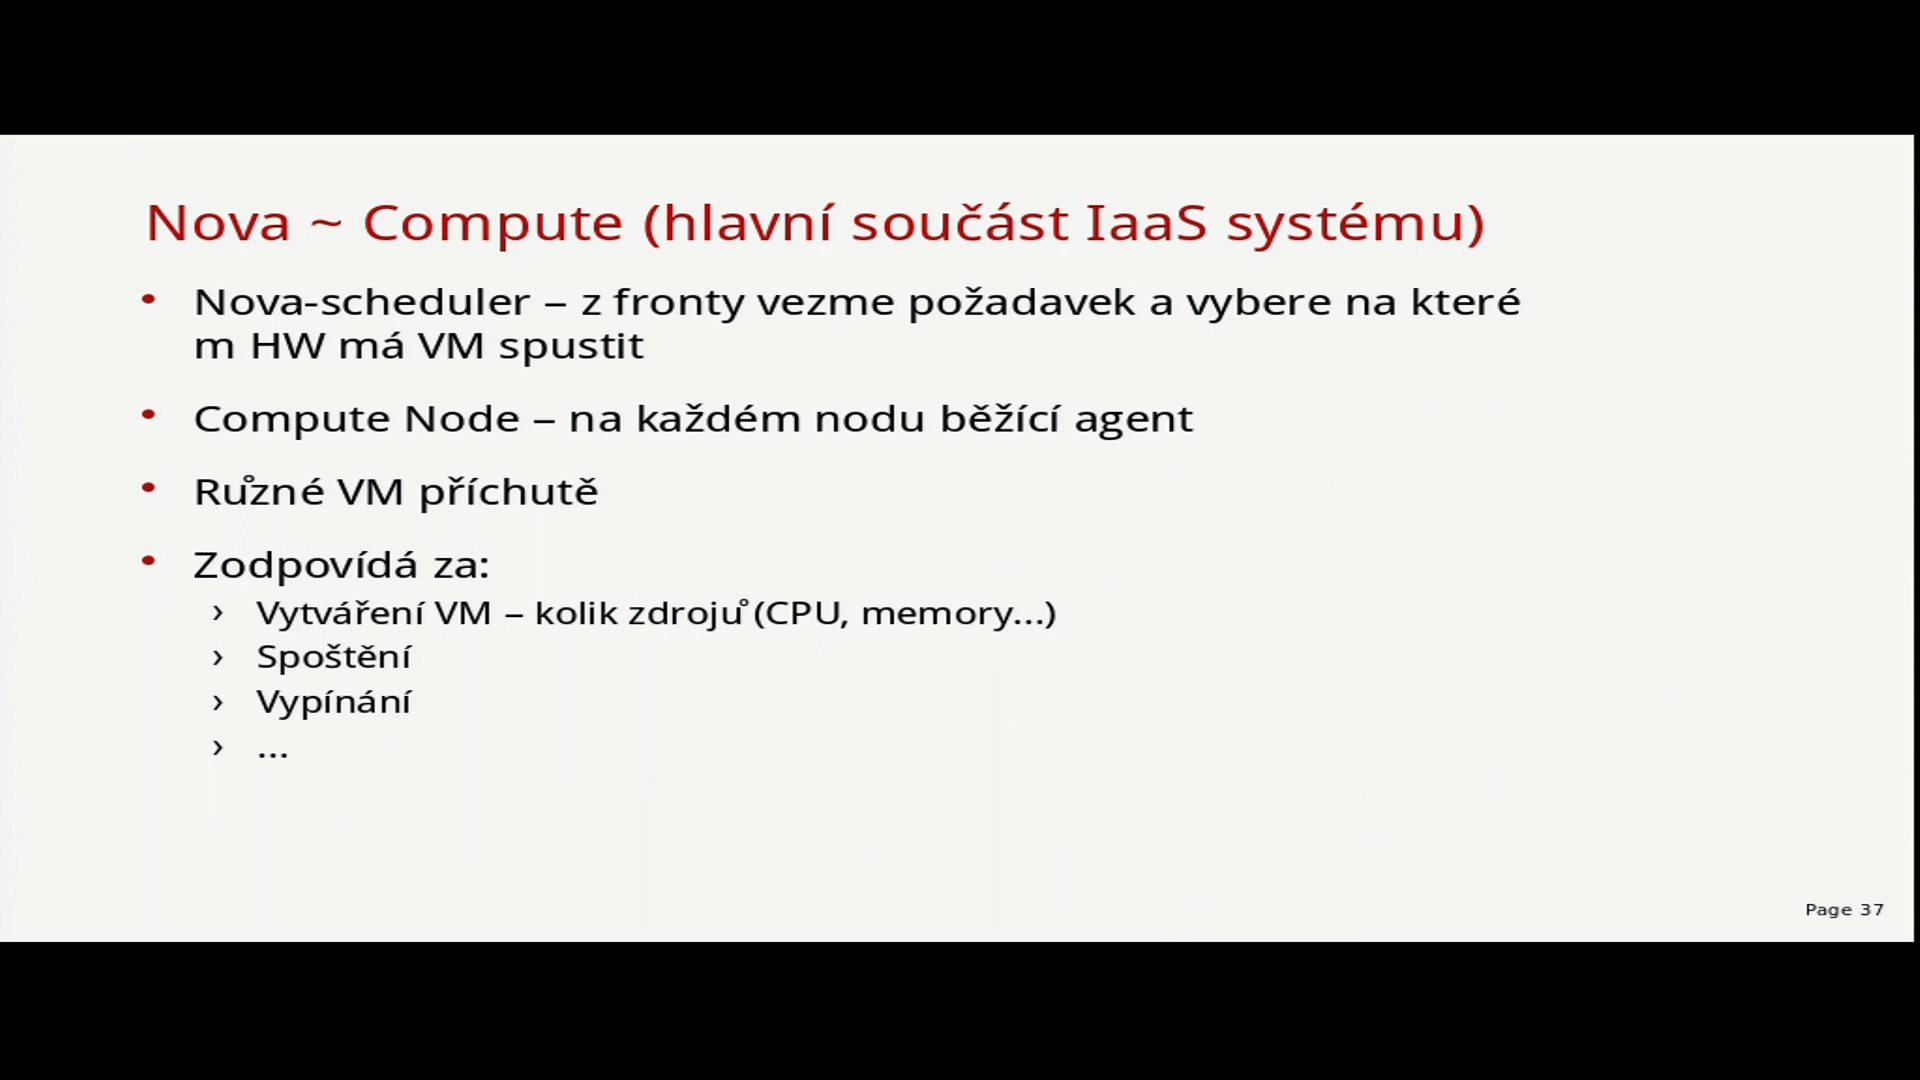 Nova ~ Compute (hlavní součást IaaS systému)
• Nova-scheduler – z fronty vezme požadavek a vybere na které
m HW má VM spustit
• Compute Node – na každém nodu běžící agent
• Různé VM příchutě
• Zodpovídá za:
› Vytváření VM – kolik zdrojů (CPU, memory...)
› Spoštění
› Vypínání
› ...
Page 37